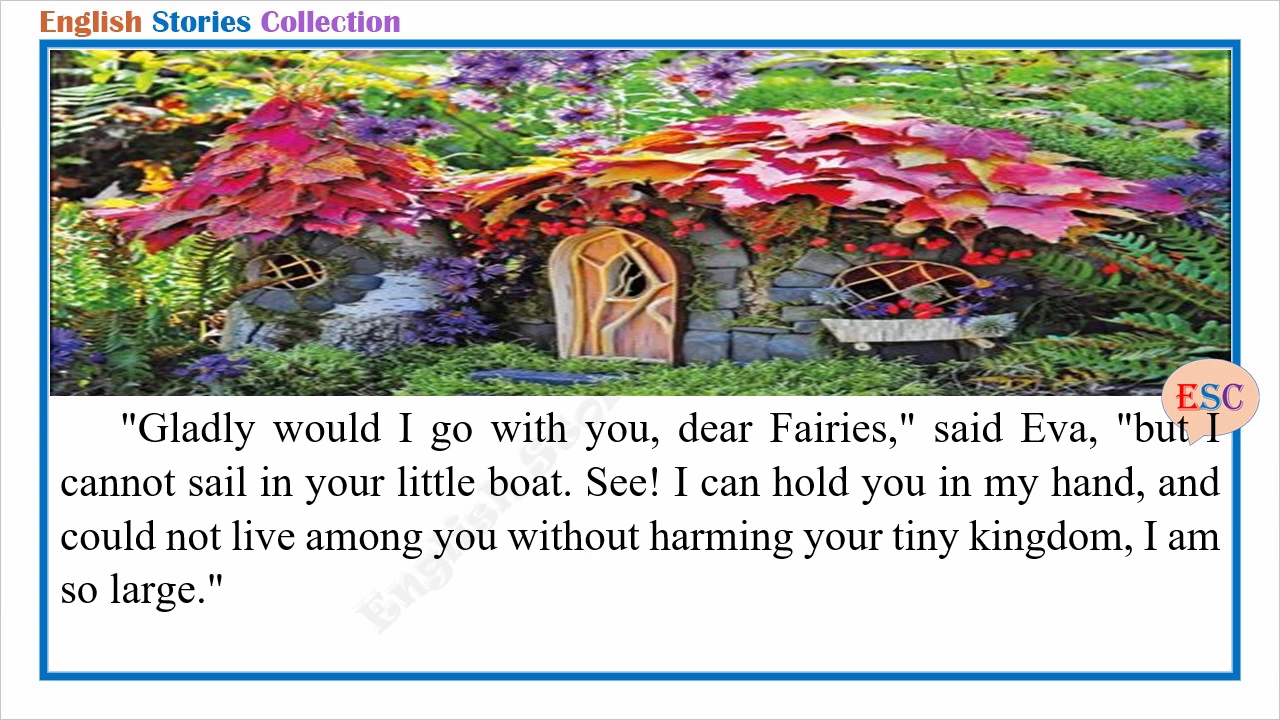 English Stories Collection
ESC
"Gladly would I go with you, dear Fairies," said Eva, "but I
cannot sail in your little boat. See! I can hold you in my hand, and
could not live among you without harming your tiny kingdom, I am
so large."
English